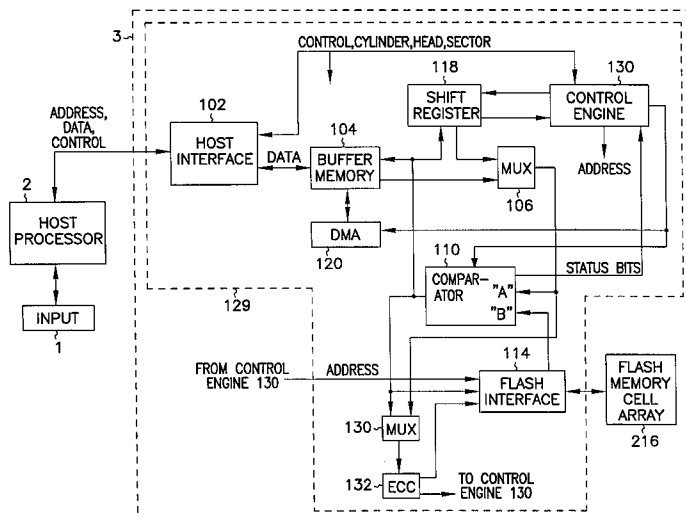 3
CONTROL,CYLINDER,HEAD,SECTOR
118
130
102
SHIFT
REGISTER
CONTROL
ENGINE
ADDRESS,
DATA,
CONTROL
HOST
INTERFACE
104
DATA
BUFFER
MEMORY
MUX
106
ADDRESS
2
HOST
PROCESSOR
DMA
120
110
COMPAR-
ATOR
"A"
"B"
STATUS BITS
INPUT
1
129
114
FROM CONTROL
ENGINE 130
ADDRESS
FLASH
INTERFACE
FLASH
MEMORY
CELL
ARRAY
216
130
MUX
132
ECC
TO CONTROL
ENGINE 130